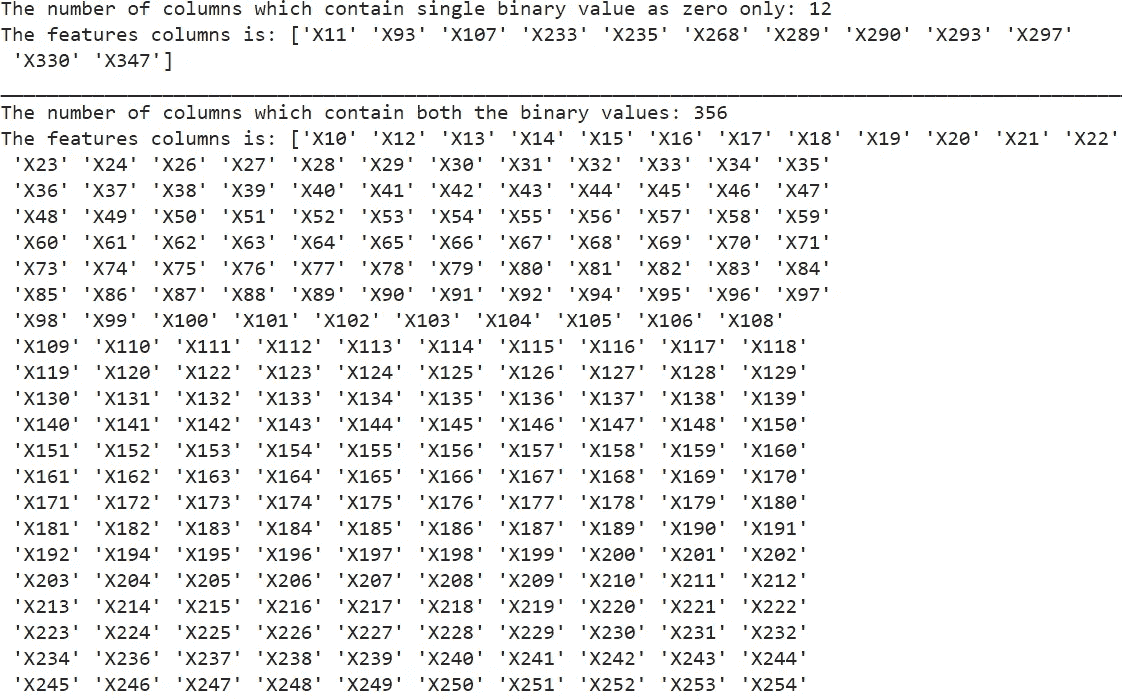 The number of columns which contain single binary value as zero only: 12
The features columns is: ['X11' 'X93' 'X107' 'X233' 'X235' 'X268' 'X289' 'X290' 'X293' 'X297'
'X330' 'X347']
The number of columns which contain both the binary values: 356
The features columns is: ['X10' 'X12' 'X13' 'X14' 'X15' 'X16' 'X17' 'X18' 'X19' 'X20' 'X21' 'X22'
'X23' 'X24' 'X26' 'X27' 'X28' 'X29' 'X30' 'X31' 'X32' 'X33' 'X34' 'X35'
'X36' 'X37' 'X38' 'X39' 'X40' 'X41' 'X42' 'X43' 'X44' 'X45' 'X46' 'X47'
'X48' 'X49' 'X50' 'X51' 'X52' 'X53' 'X54' 'X55' 'X56' 'X57' 'X58' 'X59'
'X60' 'X61' 'X62' 'X63' 'X64' 'X65' 'X66' 'X67' 'X68' 'X69' 'X70' 'X71'
'X73' 'X74' 'X75' 'X76' 'X77' 'X78' 'X79' 'X80' 'X81' 'X82' 'X83' 'X84'
'X85' 'X86' 'X87' 'X88' 'X89' 'X90' 'X91' 'X92' 'X94' 'X95' 'X96' 'X97'
'X98' 'X99' 'X100' 'X101' 'X102' 'X103' 'X104' 'X105' 'X106' 'X108'
'X109' 'X110' 'X111' 'X112' 'X113' 'X114' 'X115' 'X116' 'X117' 'X118'
'X119' 'X120' 'X122' 'X123' 'X124' 'X125' 'X126' 'X127' 'X128' 'X129'
'X130' 'X131' 'X132' 'X133' 'X134' 'X135' 'X136' 'X137' 'X138' 'X139'
'X140' 'X141' 'X142' 'X143' 'X144' 'X145' 'X146' 'X147' 'X148' 'X150'
'X151' 'X152' 'X153' 'X154' 'X155' 'X156' 'X157' 'X158' 'X159' 'X160'
'X161' 'X162' 'X163' 'X164' 'X165' 'X166' 'X167' 'X168' 'X169' 'X170'
'X171' 'X172' 'X173' 'X174' 'X175' 'X176' 'X177' 'X178' 'X179' 'X180'
'X181' 'X182' 'X183' 'X184' 'X185' 'X186' 'X187' 'X189' 'X190' 'X191'
'X192' 'X194' 'X195' 'X196' 'X197' 'X198' 'X199' 'X200' 'X201' 'X202'
'X203' 'X204' 'X205' 'X206' 'X207' 'X208' 'X209' 'X210' 'X211' 'X212'
'X213' 'X214' 'X215' 'X216' 'X217' 'X218' 'X219' 'X220' 'X221' 'X222'
'X223' 'X224' 'X225' 'X226' 'X227' 'X228' 'X229' 'X230' 'X231' 'X232'
'X234' 'X236' 'X237' 'X238' 'X239' 'X240' 'X241' 'X242' 'X243' 'X244'
'X245' 'X246' 'X247' 'X248' 'X249' 'X250' 'X251' 'X252' 'X253' 'X254'